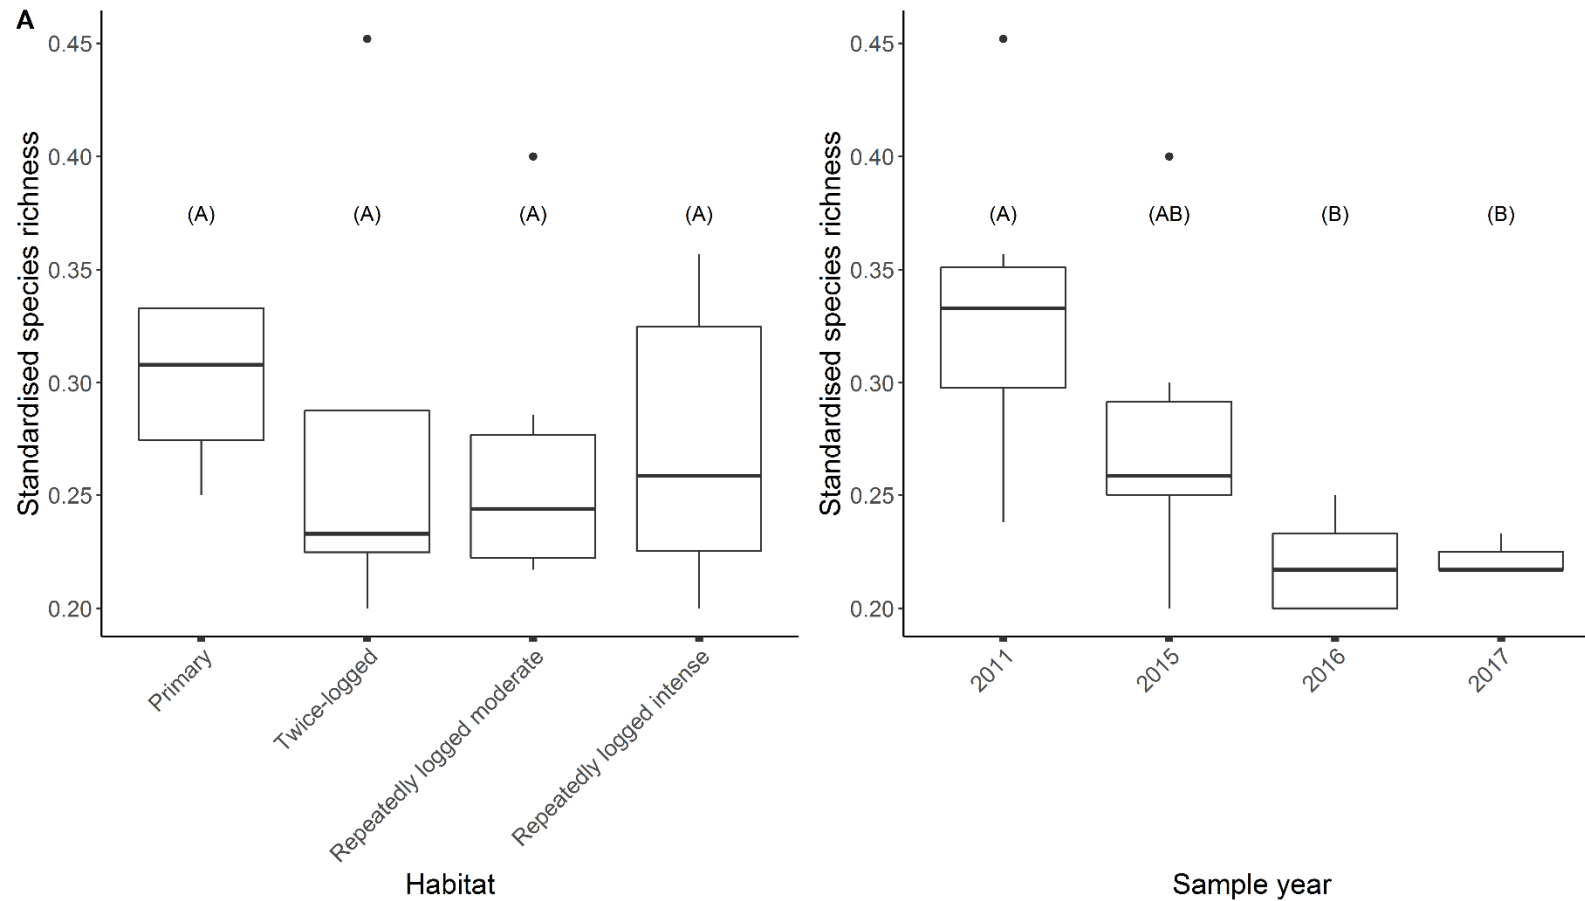 A
Standardised species richness
0.45
0.40
0.35
0.30
0.25
0.20
(A)
(A)
(A)
(A)
Primary
Twice-logged
Repeatedly logged moderate
Repeatedly logged intense
Habitat
Standardised species richness
0.45
0.40
0.35
0.30
0.25
0.20
(A)
(AB)
(B)
(B)
2011
2015
2016
2017
Sample year